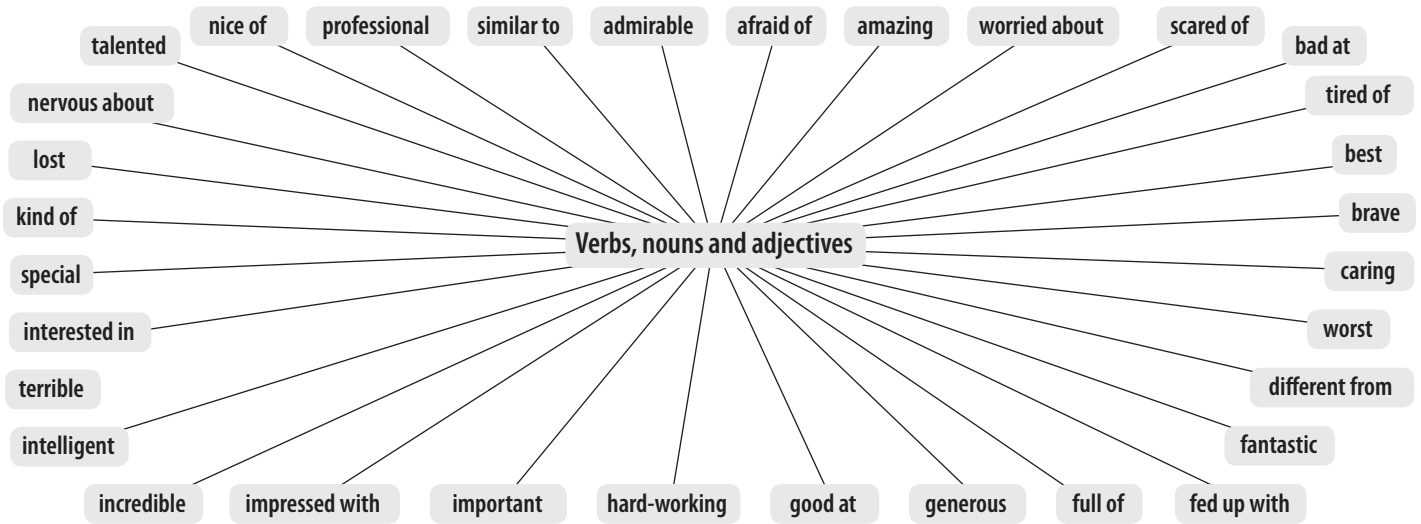 nice of
professional
similar to
admirable
afraid of
amazing
worried about
scared of
bad at
talented
tired of
nervous about
best
lost
brave
kind of
Verbs, nouns and adjectives
caring
special
worst
interested in
different from
terrible
fantastic
intelligent
incredible
impressed with
important
hard-working
good at
generous
full of
fed up with